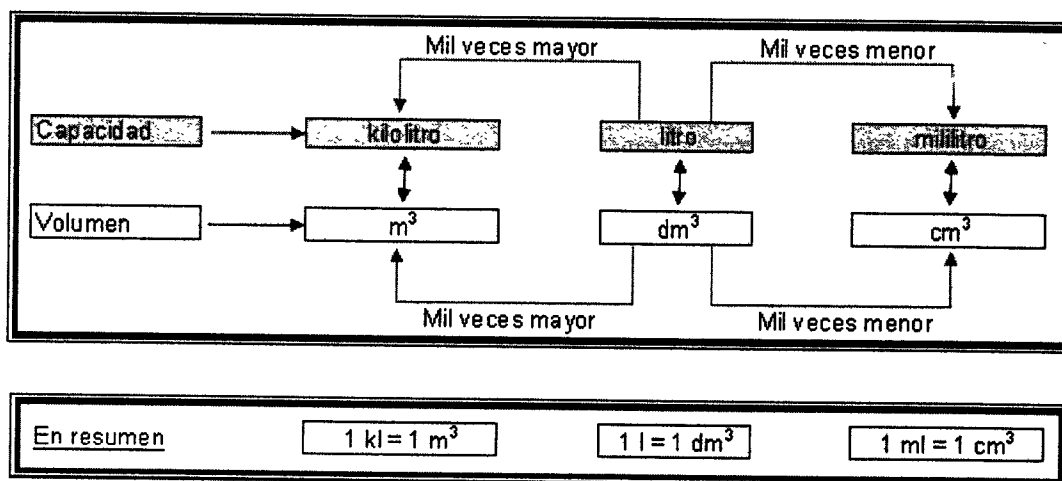 Mil veces mayor Mil veces menor
Capacidad kilolitro litro mililitro
Volumen m³ dm³ cm³
Mil veces mayor Mil veces menor
En resumen 1 kl = 1 m³ 1 l = 1 dm³ 1 ml = 1 cm³